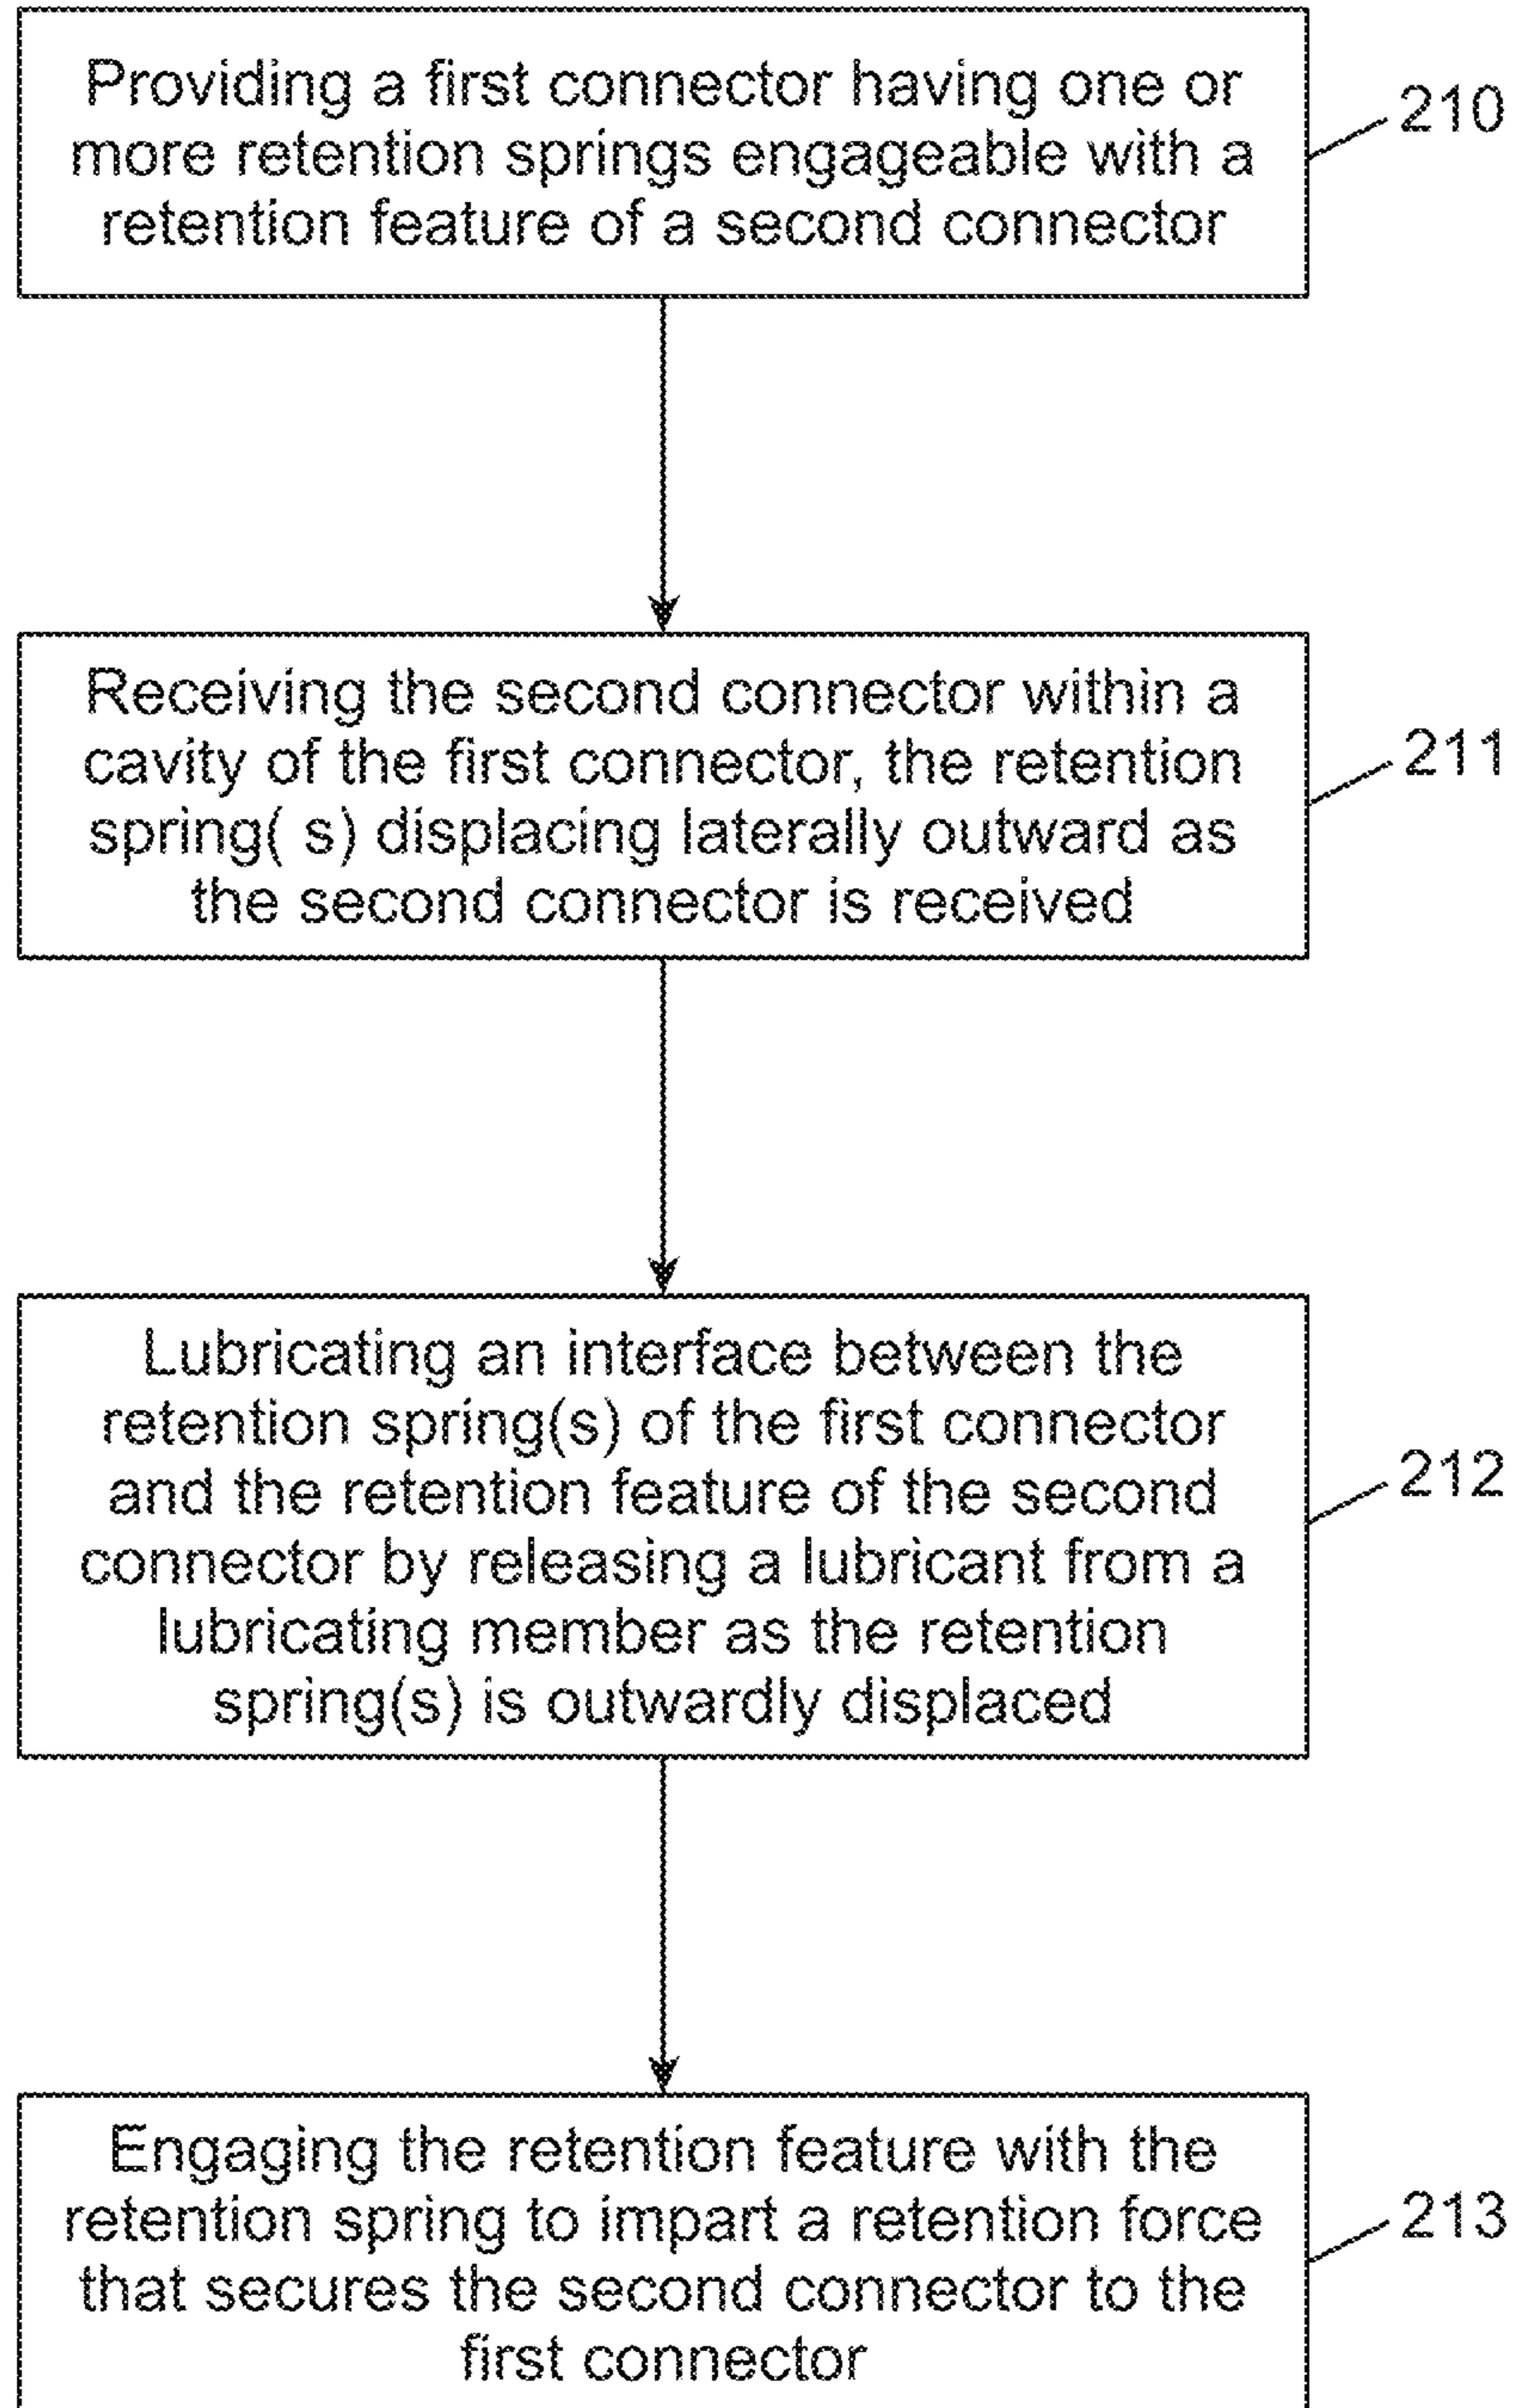 Providing a first connector having one or
more retention springs engageable with a
retention feature of a second connector
210
Receiving the second connector within a
cavity of the first connector, the retention
spring( s) displacing laterally outward as
the second connector is received
211
Lubricating an interface between the
retention spring(s) of the first connector
and the retention feature of the second
connector by releasing a lubricant from a
lubricating member as the retention
spring(s) is outwardly displaced
212
Engaging the retention feature with the
retention spring to impart a retention force
that secures the second connector to the
first connector
213